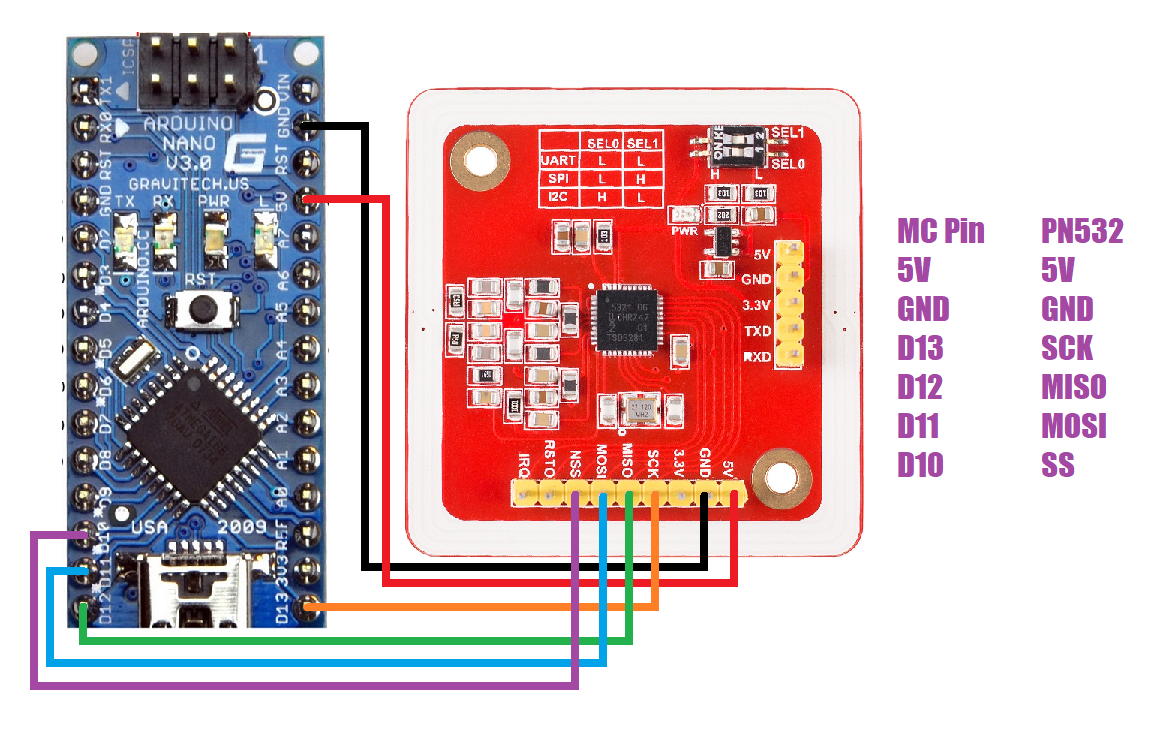 ICSP
1
TX1
RX0
RST
GND
D2
D3
D4
D5
D6
D7
D8
D9
D10
D11
D12
ARDUINO
NANO
V3.0
G
GRAVITECH.US
TX RX PWR L
ARDUINO.CC
RST
USA 2009
VIN
GND
RST
5V
A7
A6
A5
A4
A3
A2
A1
A0
REF
3V3
D13
SEL0 SEL1
UART L L
SPI L H
I2C H L
ON KE
1 2
SEL1
SEL0
H L
103 103
202
PWR
5V
GND
3.3V
TXD
RXD
IRQ
RSTO
NSS
MOSI
MISO
SCK
3.3V
GND
5V
MC Pin PN532
5V 5V
GND GND
D13 SCK
D12 MISO
D11 MOSI
D10 SS